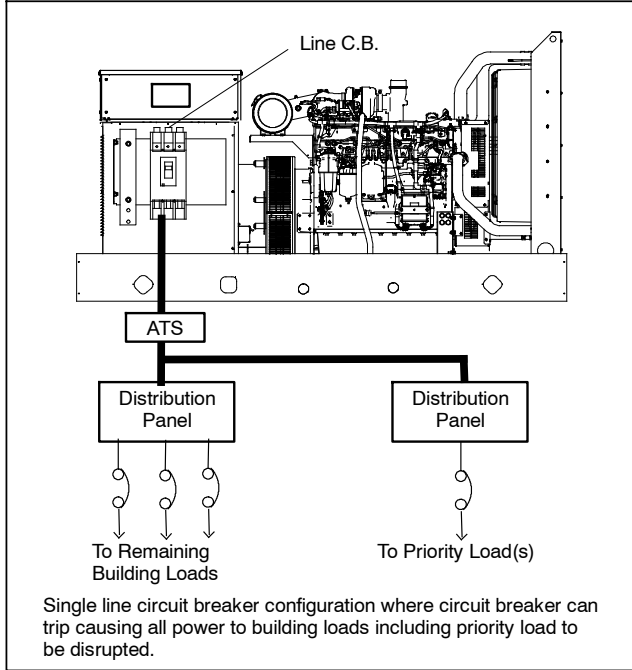 Line C.B.
ATS
Distribution
Panel
Distribution
Panel
To Remaining
Building Loads
To Priority Load(s)
Single line circuit breaker configuration where circuit breaker can
trip causing all power to building loads including priority load to
be disrupted.